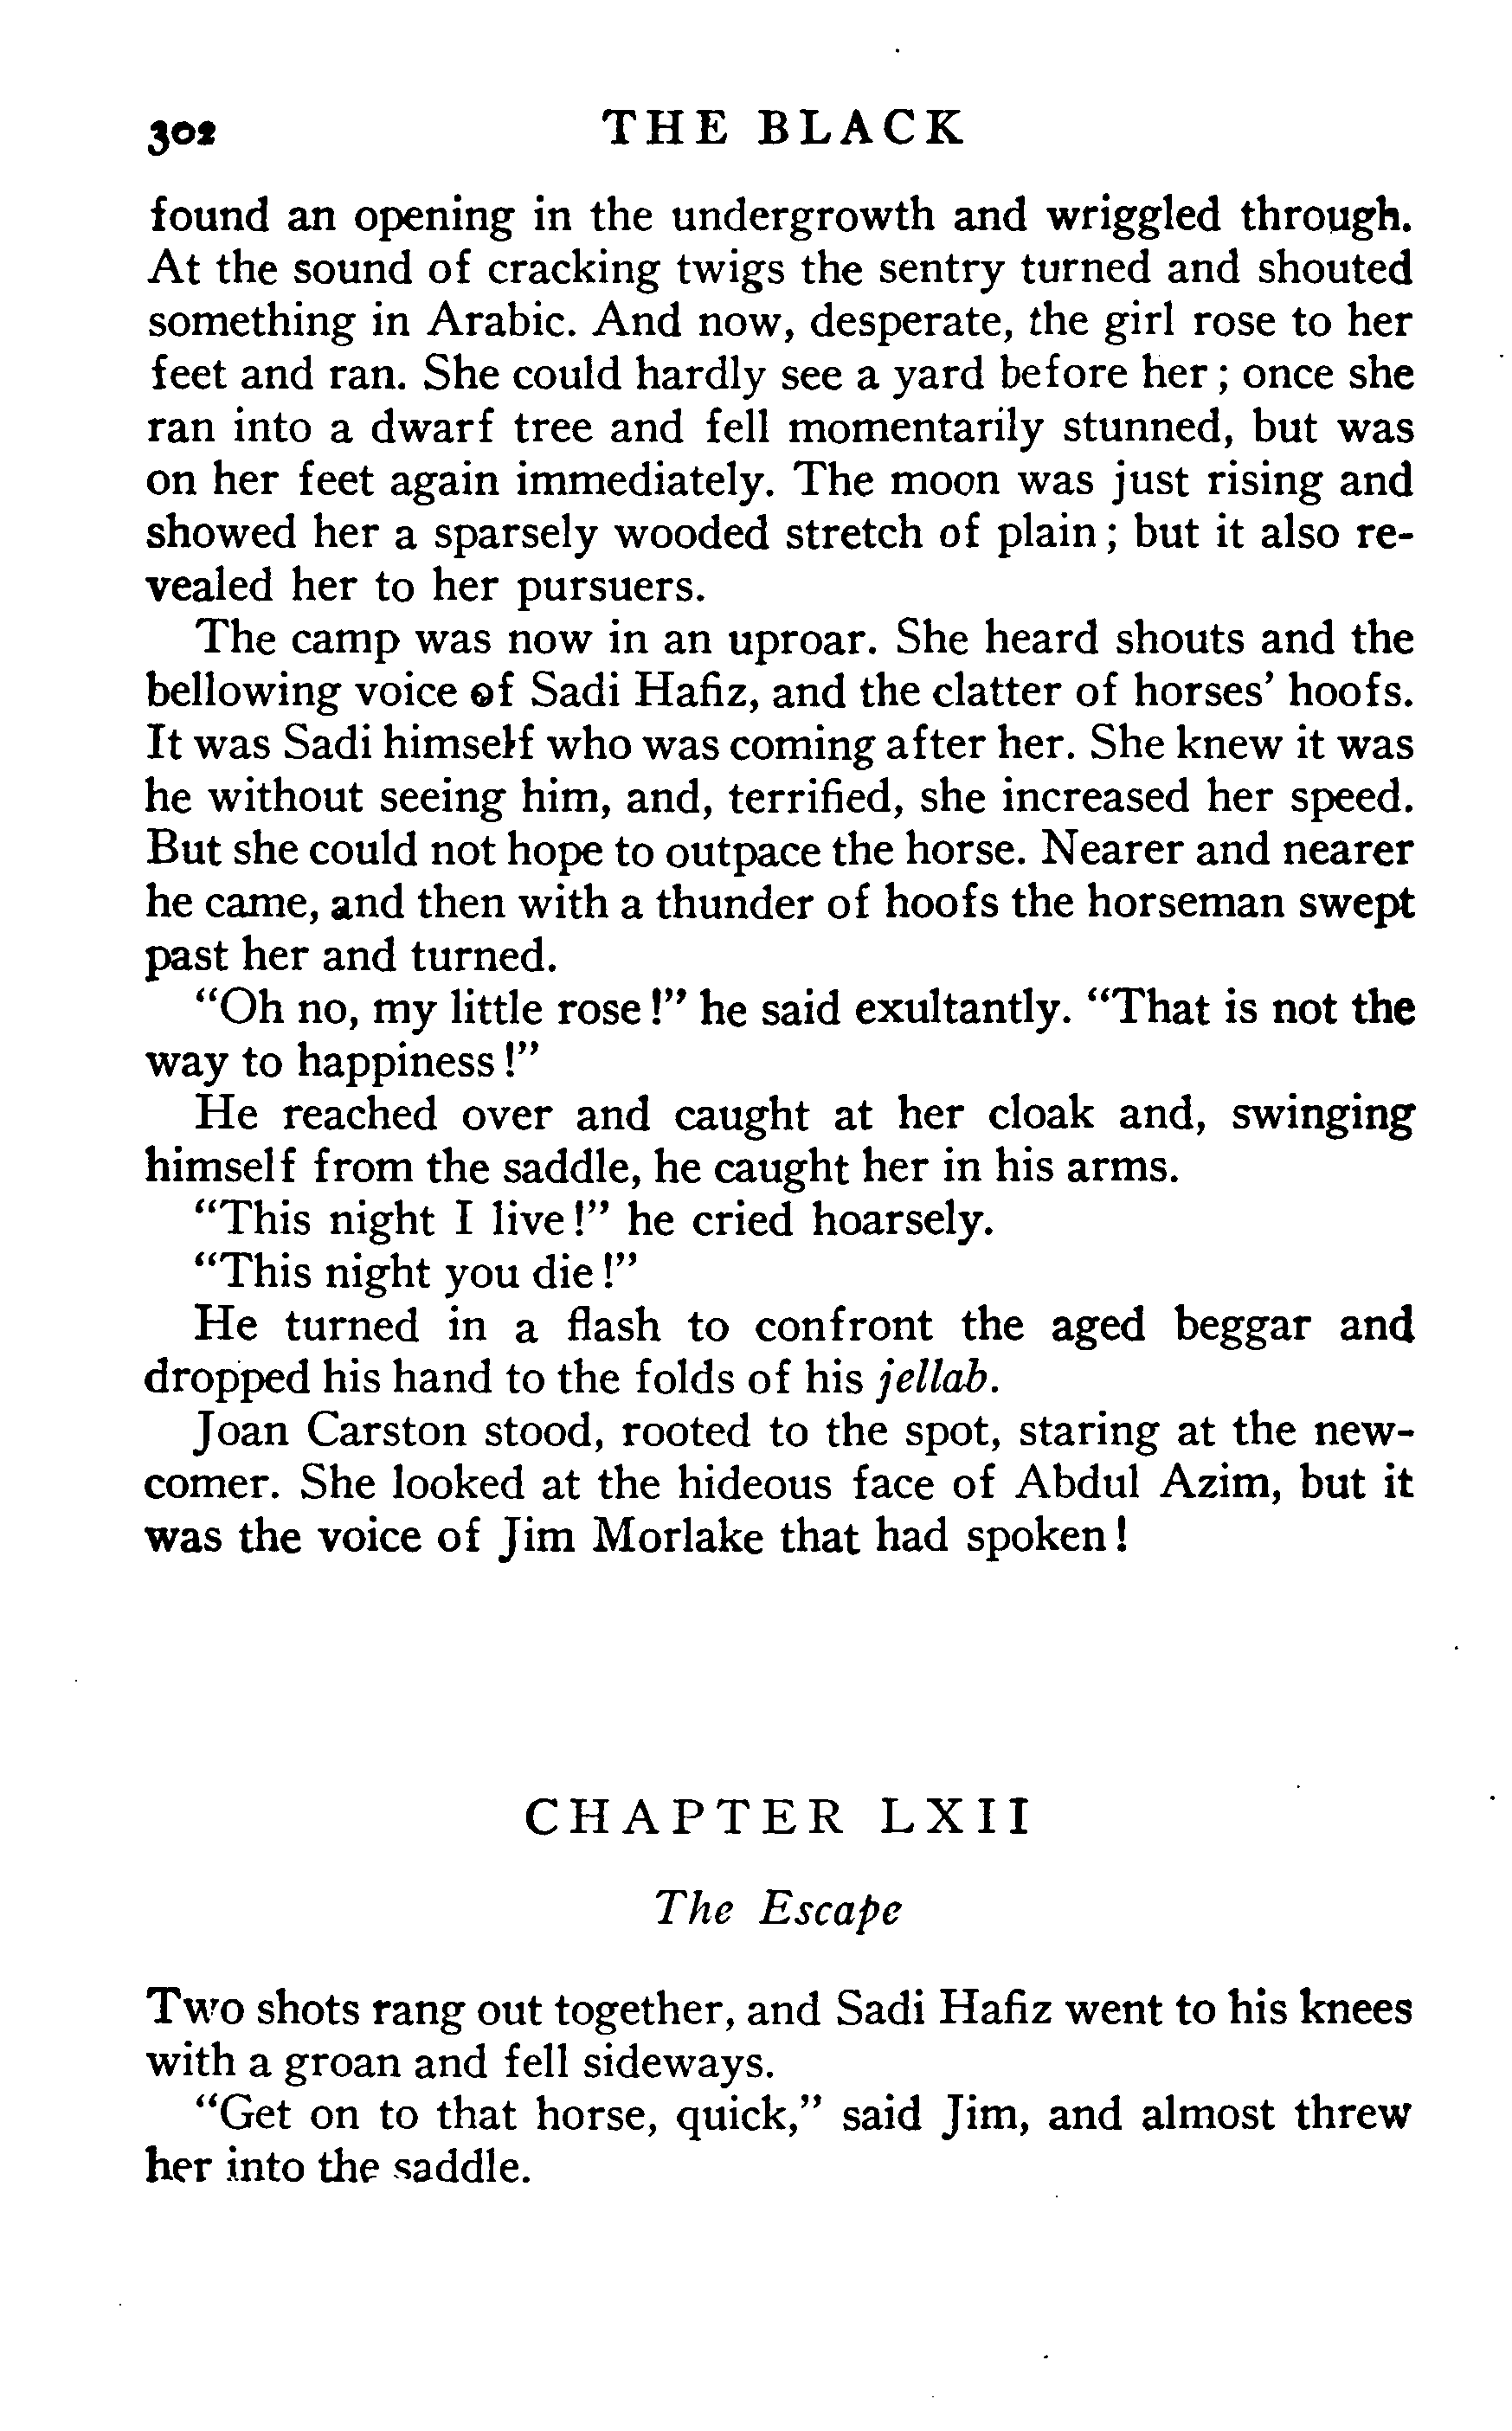 302 THE BLACK
found an opening in the undergrowth and wriggled through.
At the sound of cracking twigs the sentry turned and shouted
something in Arabic. And now, desperate, the girl rose to her
feet and ran. She could hardly see a yard before her; once she
ran into a dwarf tree and fell momentarily stunned, but was
on her feet again immediately. The moon was just rising and
showed her a sparsely wooded stretch of plain; but it also re-
vealed her to her pursuers.
The camp was now in an uproar. She heard shouts and the
bellowing voice of Sadi Hafiz, and the clatter of horses' hoofs.
It was Sadi himself who was coming after her. She knew it was
he without seeing him, and, terrified, she increased her speed.
But she could not hope to outpace the horse. Nearer and nearer
he came, and then with a thunder of hoofs the horseman swept
past her and turned.
"Oh no, my little rose!" he said exultantly. "That is not the
way to happiness!"
He reached over and caught at her cloak and, swinging
himself from the saddle, he caught her in his arms.
"This night I live!" he cried hoarsely.
"This night you die!"
He turned in a flash to confront the aged beggar and
dropped his hand to the folds of his jellab.
Joan Carston stood, rooted to the spot, staring at the new-
comer. She looked at the hideous face of Abdul Azim, but it
was the voice of Jim Morlake that had spoken!
CHAPTER LXII
The Escape
Two shots rang out together, and Sadi Hafiz went to his knees
with a groan and fell sideways.
"Get on to that horse, quick," said Jim, and almost threw
her into the saddle.